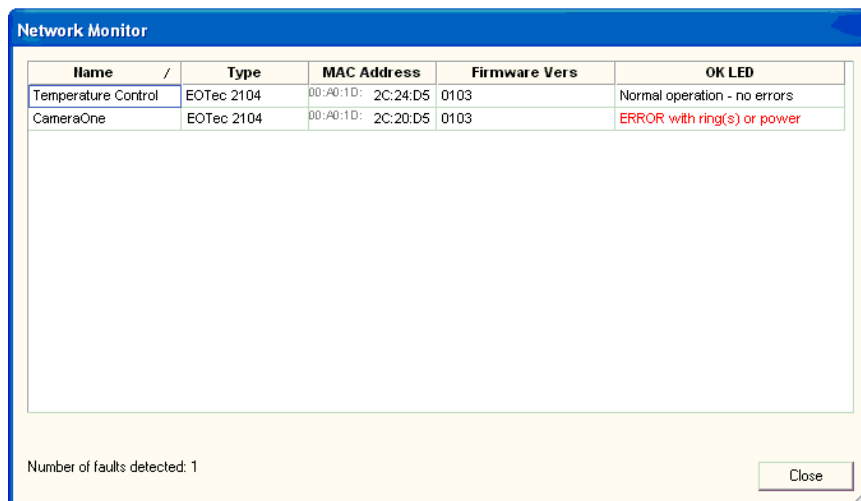 Network Monitor
Name / Type MAC Address Firmware Vers OK LED
Temperature Control EOTec 2104 00:A0:1D: 2C:24:D5 0103 Normal operation - no errors
CameraOne EOTec 2104 00:A0:1D: 2C:20:D5 0103 ERROR with ring(s) or power
Number of faults detected: 1
Close